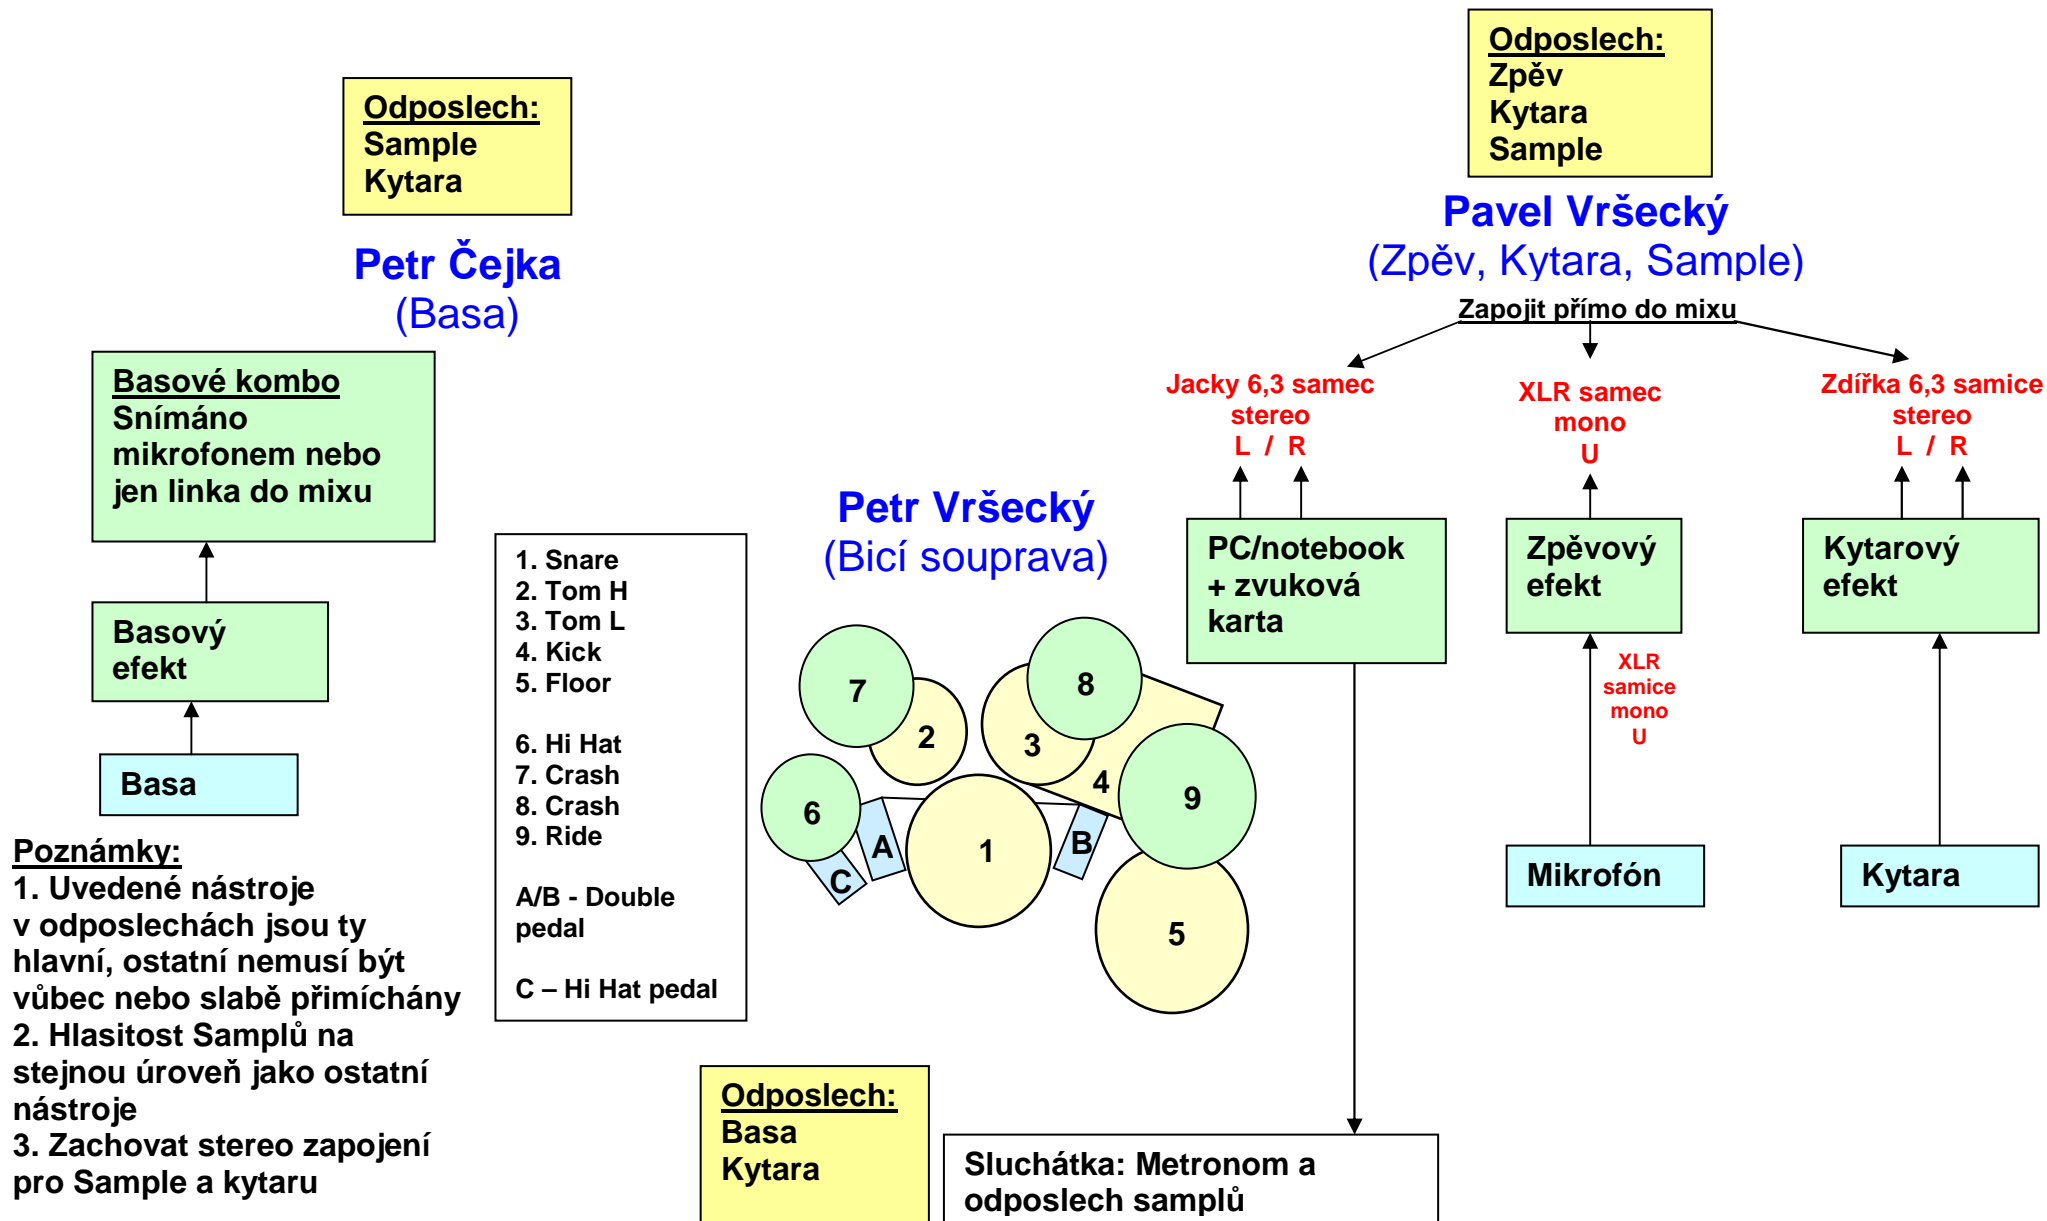 Odposlech:
Sample
Kytara
Petr Čejka
(Basa)
Basové kombo
Snímáno
mikrofonem nebo
jen linka do mixu
Basový
efekt
Basa
Poznámky:
1. Uvedené nástroje
v odposlechách jsou ty
hlavní, ostatní nemusí být
vůbec nebo slabě přimíchány
2. Hlasitost Samplů na
stejnou úroveň jako ostatní
nástroje
3. Zachovat stereo zapojení
pro Sample a kytaru
1. Snare
2. Tom H
3. Tom L
4. Kick
5. Floor
6. Hi Hat
7. Crash
8. Crash
9. Ride
A/B - Double
pedal
C – Hi Hat pedal
Petr Vršecký
(Bicí souprava)
7
2
3
8
4
9
6
A
1
B
C
5
Odposlech:
Basa
Kytara
Sluchátka: Metronom a
odposlech samplů
Odposlech:
Zpěv
Kytara
Sample
Pavel Vršecký
(Zpěv, Kytara, Sample)
Zapojit přímo do mixu
Jacky 6,3 samec
stereo
L / R
PC/notebook
+ zvuková
karta
XLR samec
mono
U
Zpěvový
efekt
XLR
samice
mono
U
Mikrofón
Zdířka 6,3 samice
stereo
L / R
Kytarový
efekt
Kytara